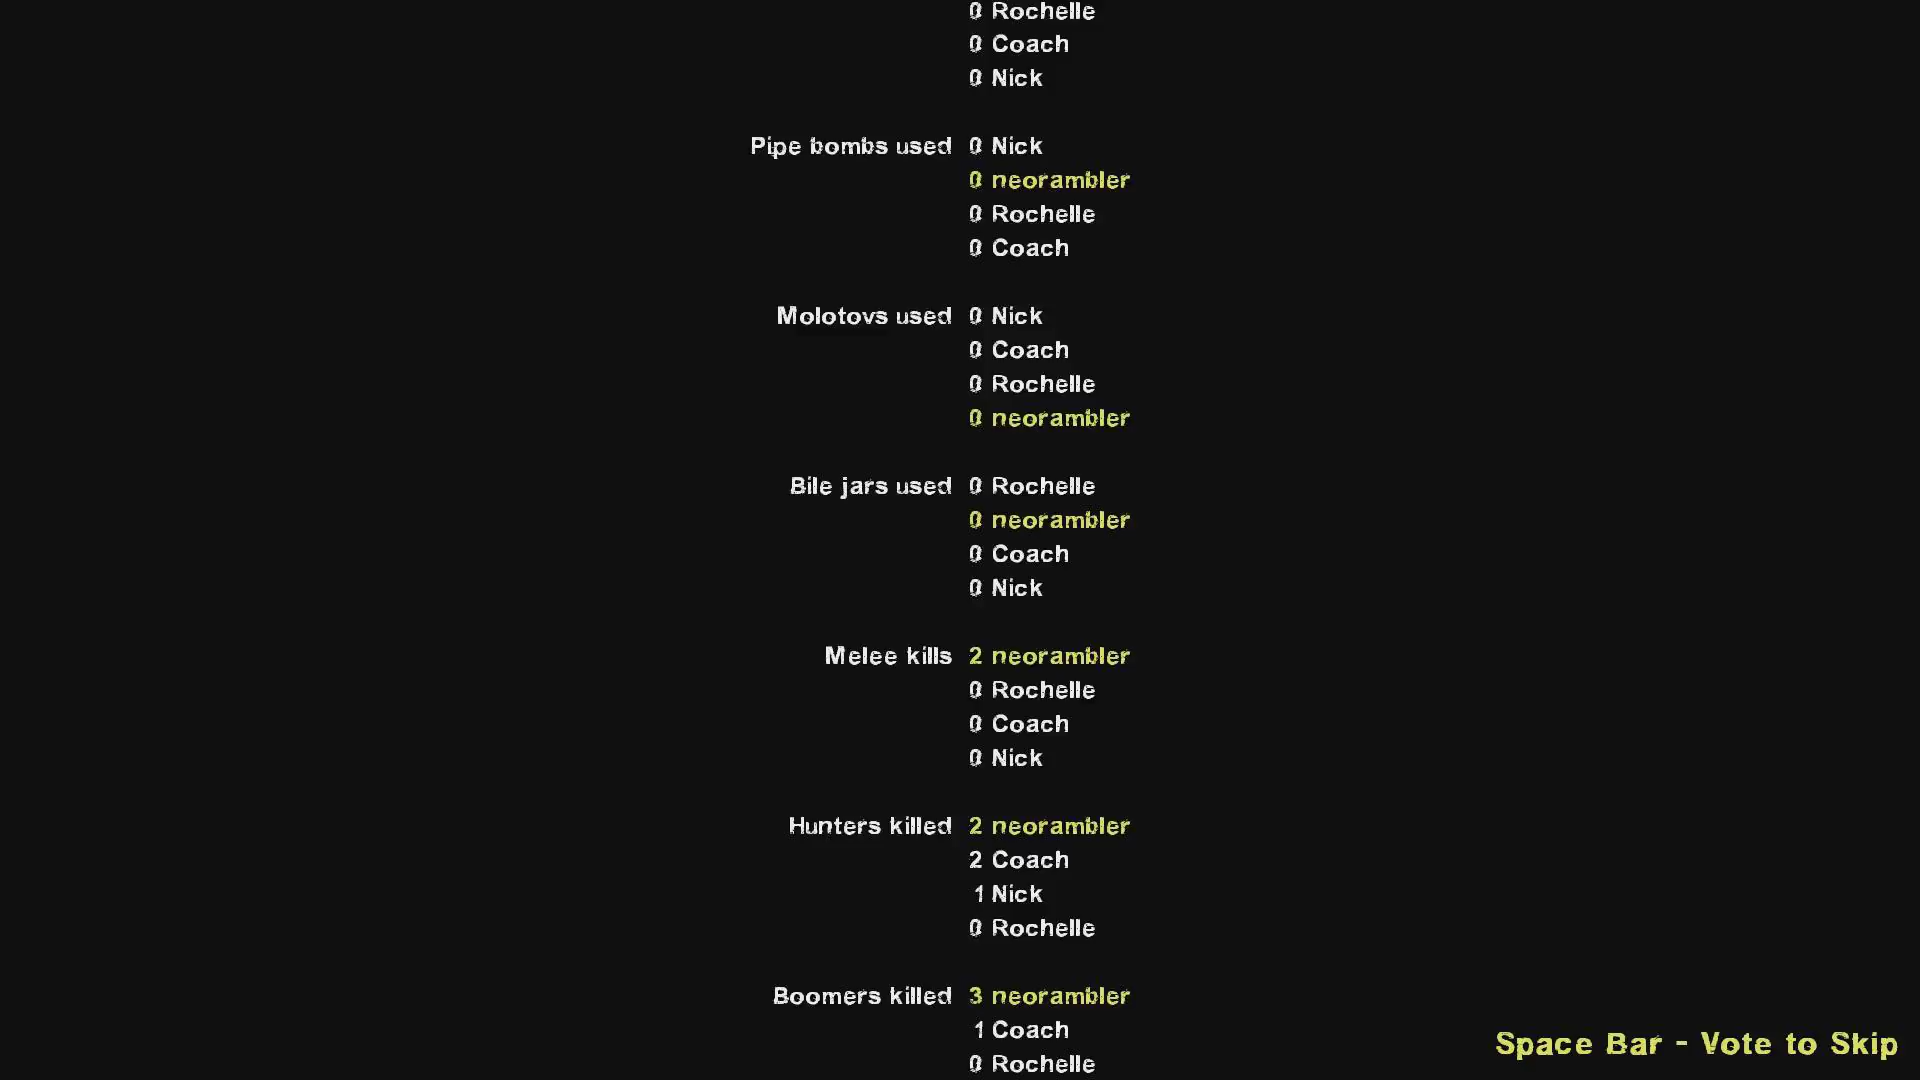 0 Rochelle
0 Coach
0 Nick
Pipe bombs used 0 Nick
0 neorambler
0 Rochelle
0 Coach
Molotovs used 0 Nick
0 Coach
0 Rochelle
0 neorambler
Bile jars used 0 Rochelle
0 neorambler
0 Coach
0 Nick
Melee kills 2 neorambler
0 Rochelle
0 Coach
0 Nick
Hunters killed 2 neorambler
2 Coach
1 Nick
0 Rochelle
Boomers killed 3 neorambler
1 Coach
0 Rochelle
Space Bar - Vote to Skip